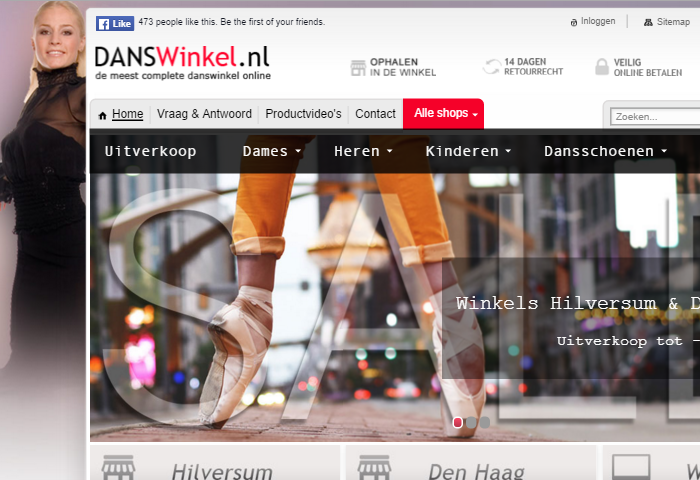 Like 473 people like this. Be the first of your friends.
Inloggen
Sitemap
DANSWinkel.nl
de meest complete danswinkel online
OPHALEN
IN DE WINKEL
14 DAGEN
RETOURRECHT
VEILIG
ONLINE BETALEN
Home Vraag & Antwoord Productvideo's Contact Alle shops
Zoeken...
Uitverkoop Dames Heren Kinderen Dansschoenen
SALE
Winkels Hilversum & D
Uitverkoop tot -
Hilversum Den Haag W